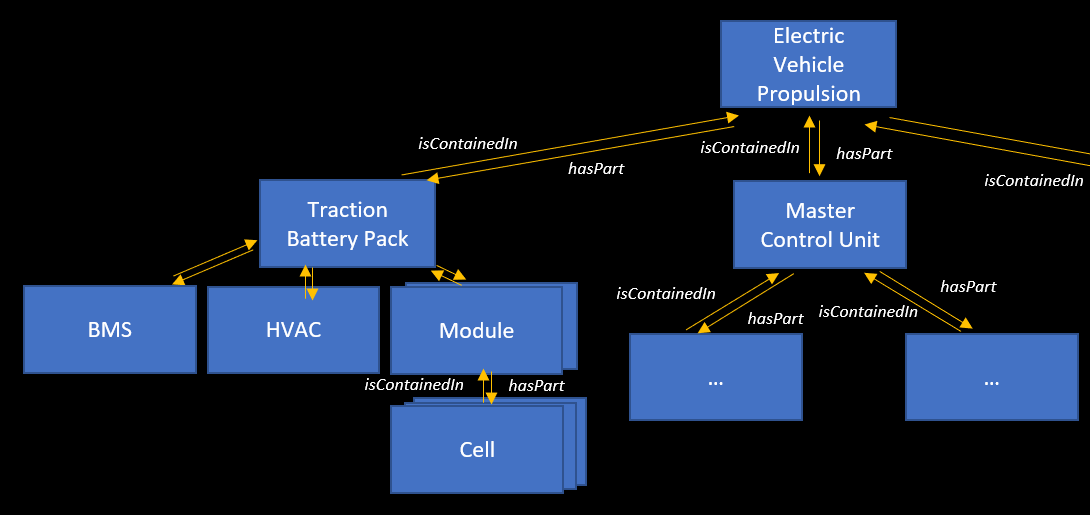 Electric
Vehicle
Propulsion
isContainedIn
hasPart
isContainedIn
hasPart
isContainedIn
Traction
Battery Pack
Master
Control Unit
BMS
HVAC
Module
isContainedIn
hasPart
isContainedIn
hasPart
isContainedIn
hasPart
Cell
...
...